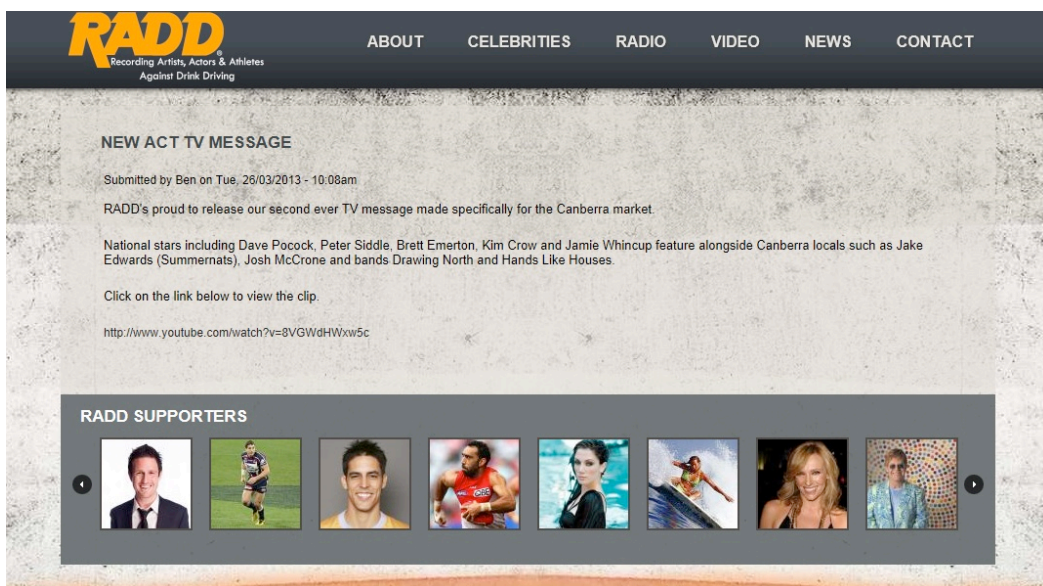 RADD
Recording Artists, Actors & Athletes
Against Drink Driving
ABOUT CELEBRITIES RADIO VIDEO NEWS CONTACT
NEW ACT TV MESSAGE
Submitted by Ben on Tue, 26/03/2013 - 10:08am
RADD's proud to release our second ever TV message made specifically for the Canberra market.
National stars including Dave Pocock, Peter Siddle, Brett Emerton, Kim Crow and Jamie Whincup feature alongside Canberra locals such as Jake
Edwards (Summernats), Josh McCrone and bands Drawing North and Hands Like Houses.
Click on the link below to view the clip.
http://www.youtube.com/watch?v=8VGWdHWxw5c
RADD SUPPORTERS